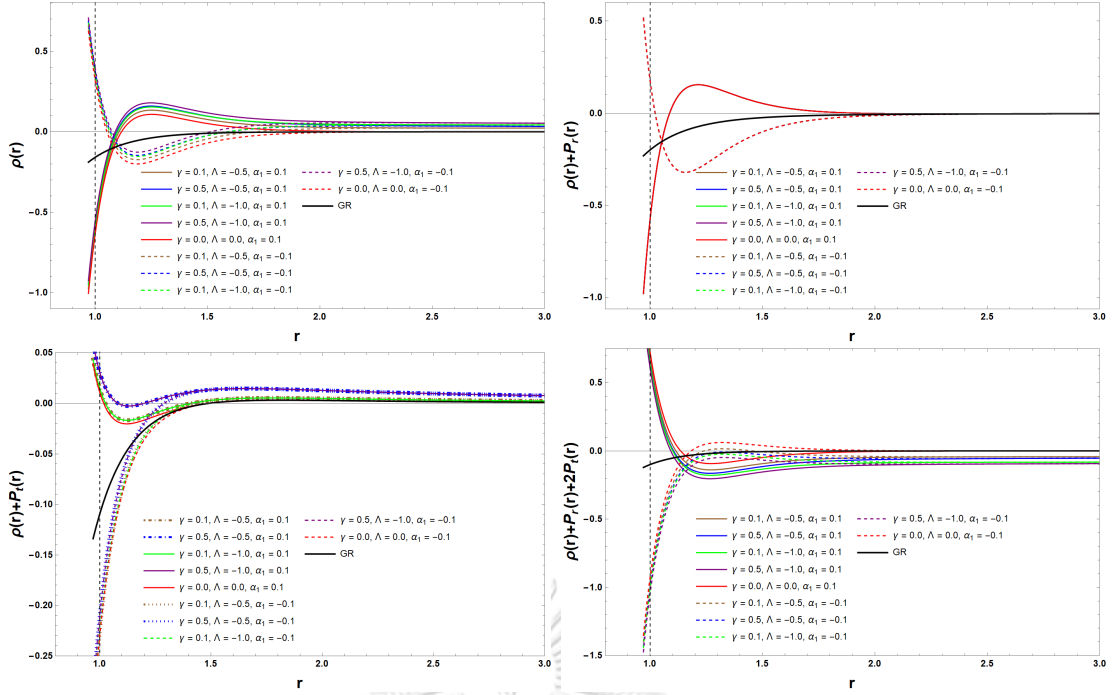 0.5
0.0
-0.5
-1.0
ρ(r)
γ = 0.1, Λ = -0.5, α₁ = 0.1
γ = 0.5, Λ = -0.5, α₁ = 0.1
γ = 0.1, Λ = -1.0, α₁ = 0.1
γ = 0.5, Λ = -1.0, α₁ = 0.1
γ = 0.0, Λ = 0.0, α₁ = 0.1
γ = 0.1, Λ = -0.5, α₁ = -0.1
γ = 0.5, Λ = -0.5, α₁ = -0.1
γ = 0.1, Λ = -1.0, α₁ = -0.1
γ = 0.5, Λ = -1.0, α₁ = -0.1
γ = 0.0, Λ = 0.0, α₁ = -0.1
GR
1.0 1.5 2.0 2.5 3.0
r
0.5
0.0
-0.5
-1.0
ρ(r)+Pᵣ(r)
γ = 0.1, Λ = -0.5, α₁ = 0.1
γ = 0.5, Λ = -0.5, α₁ = 0.1
γ = 0.1, Λ = -1.0, α₁ = 0.1
γ = 0.5, Λ = -1.0, α₁ = 0.1
γ = 0.0, Λ = 0.0, α₁ = 0.1
γ = 0.1, Λ = -0.5, α₁ = -0.1
γ = 0.5, Λ = -0.5, α₁ = -0.1
γ = 0.1, Λ = -1.0, α₁ = -0.1
γ = 0.5, Λ = -1.0, α₁ = -0.1
γ = 0.0, Λ = 0.0, α₁ = -0.1
GR
1.0 1.5 2.0 2.5 3.0
r
0.05
0.00
-0.05
-0.10
-0.15
-0.20
-0.25
ρ(r)+Pₜ(r)
γ = 0.1, Λ = -0.5, α₁ = 0.1
γ = 0.5, Λ = -0.5, α₁ = 0.1
γ = 0.1, Λ = -1.0, α₁ = 0.1
γ = 0.5, Λ = -1.0, α₁ = 0.1
γ = 0.0, Λ = 0.0, α₁ = 0.1
γ = 0.1, Λ = -0.5, α₁ = -0.1
γ = 0.5, Λ = -0.5, α₁ = -0.1
γ = 0.1, Λ = -1.0, α₁ = -0.1
γ = 0.5, Λ = -1.0, α₁ = -0.1
γ = 0.0, Λ = 0.0, α₁ = -0.1
GR
1.0 1.5 2.0 2.5 3.0
r
0.5
0.0
-0.5
-1.0
-1.5
ρ(r)+Pᵣ(r)+2Pₜ(r)
γ = 0.1, Λ = -0.5, α₁ = 0.1
γ = 0.5, Λ = -0.5, α₁ = 0.1
γ = 0.1, Λ = -1.0, α₁ = 0.1
γ = 0.5, Λ = -1.0, α₁ = 0.1
γ = 0.0, Λ = 0.0, α₁ = 0.1
γ = 0.1, Λ = -0.5, α₁ = -0.1
γ = 0.5, Λ = -0.5, α₁ = -0.1
γ = 0.1, Λ = -1.0, α₁ = -0.1
γ = 0.5, Λ = -1.0, α₁ = -0.1
γ = 0.0, Λ = 0.0, α₁ = -0.1
GR
1.0 1.5 2.0 2.5 3.0
r